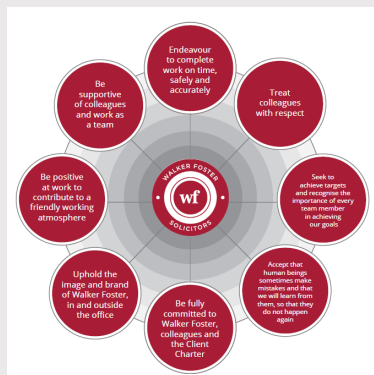 Endeavour
to complete
work on time,
safely and
accurately
Treat
colleagues
with respect
Seek to
achieve targets
and recognise the
importance of every
team member
in achieving
our goals
Accept that
human beings
sometimes make
mistakes and that
we will learn from
them, so that they
do not happen
again
Be fully
committed to
Walker Foster,
colleagues and
the Client
Charter
Uphold the
image and brand
of Walker Foster,
in and outside
the office
Be positive
at work to
contribute to a
friendly working
atmosphere
Be
supportive
of colleagues
and work as
a team
WALKER FOSTER
wf
SOLICITORS